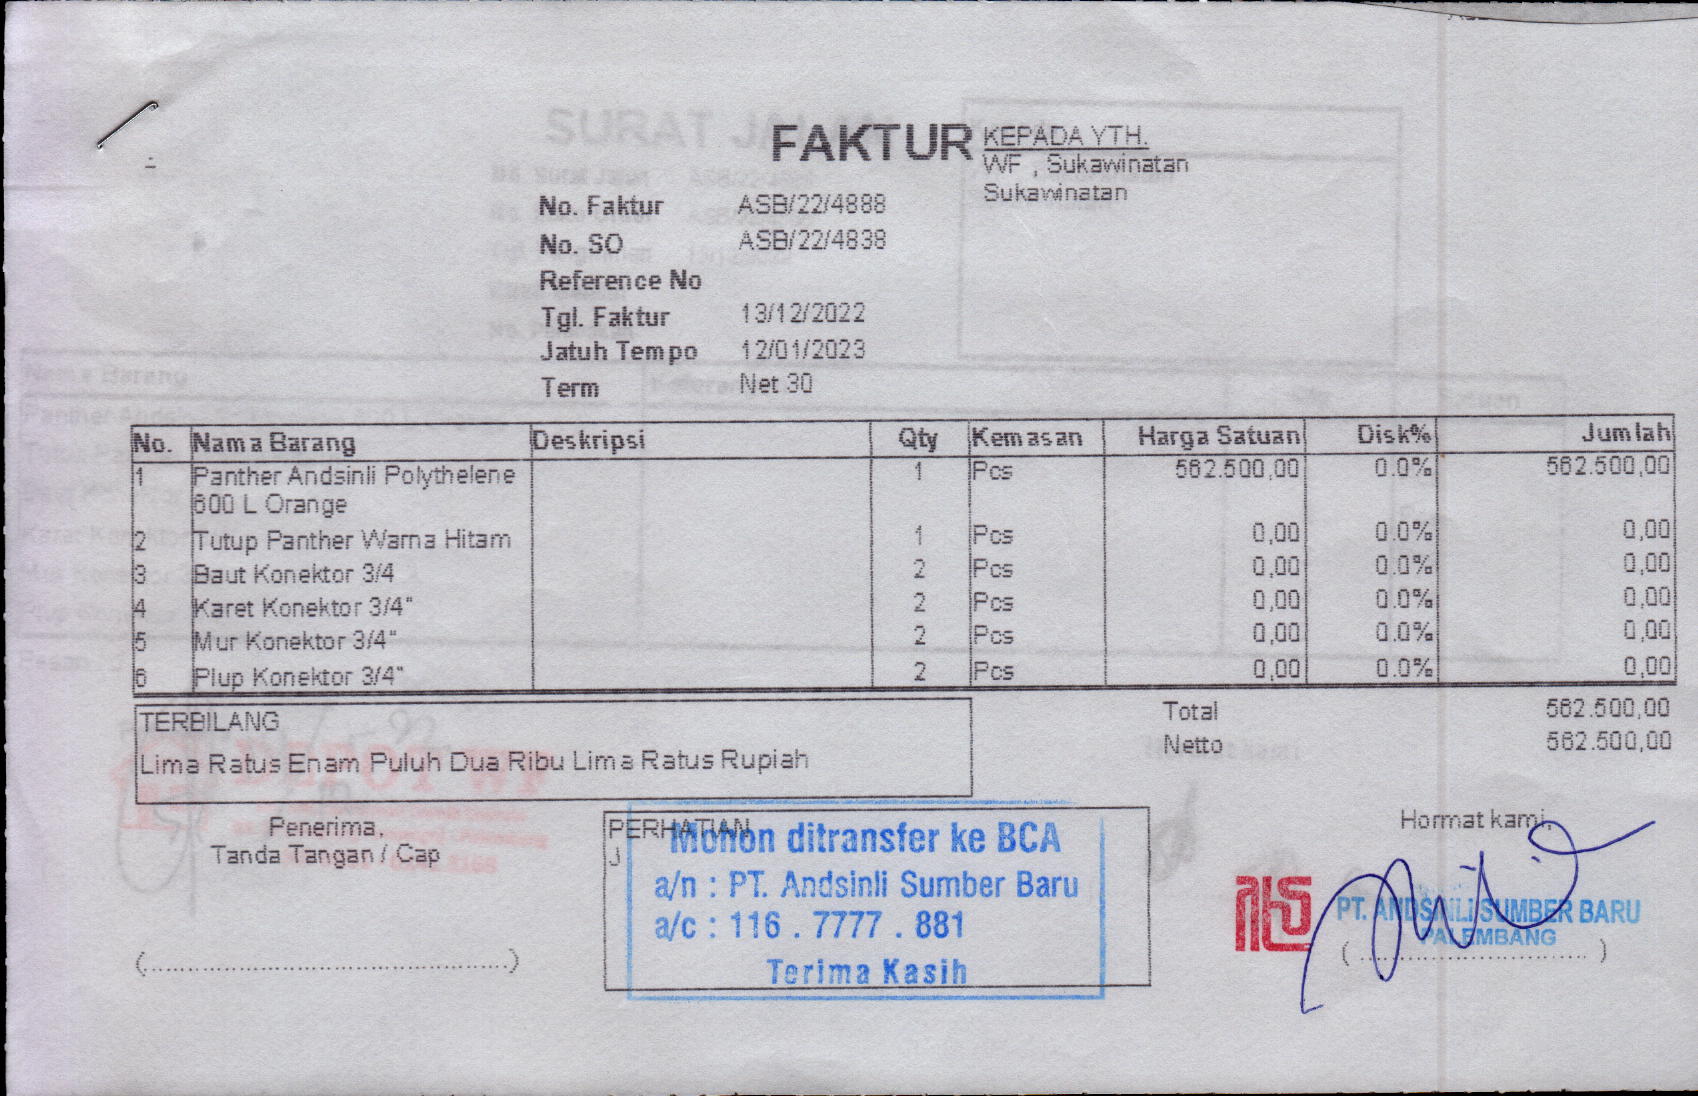 FAKTUR
KEPADA YTH.
WF , Sukawinatan
Sukawinatan
No. Faktur ASB/22/4888
No. SO ASB/22/4838
Reference No
Tgl. Faktur 13/12/2022
Jatuh Tempo 12/01/2023
Term Net 30
No. Nama Barang Deskripsi Qty Kemasan Harga Satuan Disk% Jumlah
1 Panther Andsinli Polythelene 1 Pcs 562.500,00 0.0% 562.500,00
600 L Orange
2 Tutup Panther Warna Hitam 1 Pcs 0,00 0.0% 0,00
3 Baut Konektor 3/4 2 Pcs 0,00 0.0% 0,00
4 Karet Konektor 3/4" 2 Pcs 0,00 0.0% 0,00
5 Mur Konektor 3/4" 2 Pcs 0,00 0.0% 0,00
6 Plup Konektor 3/4" 2 Pcs 0,00 0.0% 0,00
Total 562.500,00
Netto 562.500,00
TERBILANG
Lima Ratus Enam Puluh Dua Ribu Lima Ratus Rupiah
Penerima,
Tanda Tangan / Cap
(...........................................)
PERHATIAN
J
Mohon ditransfer ke BCA
a/n : PT. Andsinli Sumber Baru
a/c : 116 . 7777 . 881
Terima Kasih
Hormat kami,
PT. ANDSINLI SUMBER BARU
PALEMBANG
(...........................................)
SURAT JALAN
Nama Barang